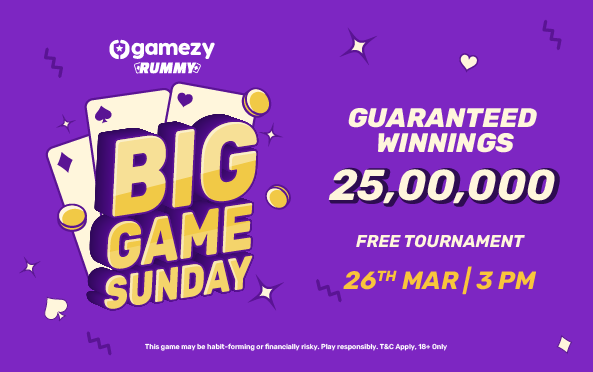 gamezy
RUMMY
BIG
GAME
SUNDAY
GUARANTEED
WINNINGS
25,00,000
FREE TOURNAMENT
26TH MAR | 3 PM
This game may be habit-forming or financially risky. Play responsibly. T&C Apply, 18+ Only